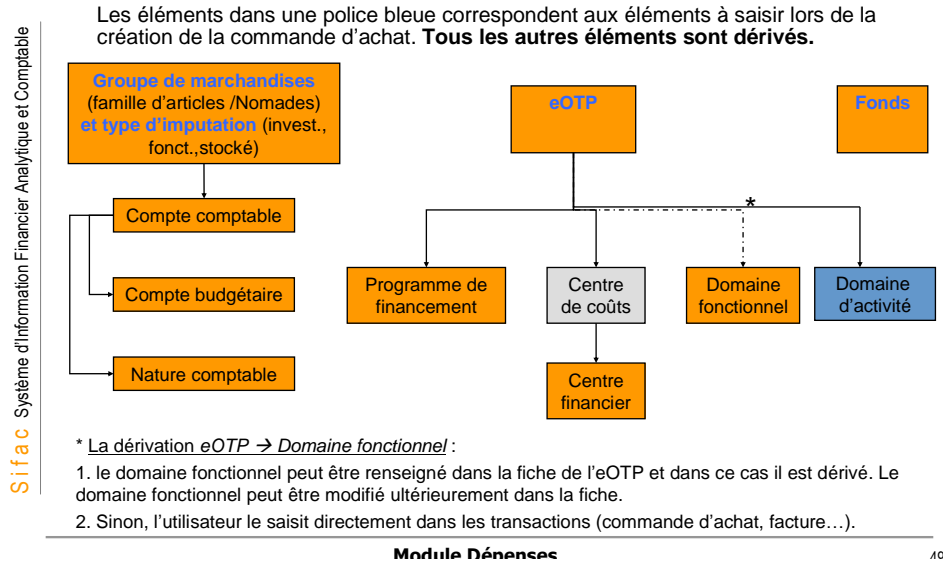 Les éléments dans une police bleue correspondent aux éléments à saisir lors de la
création de la commande d'achat. Tous les autres éléments sont dérivés.
Sifac Système d'Information Financier Analytique et Comptable
Groupe de marchandises
(famille d'articles /Nomades)
et type d'imputation (invest.,
fonct.,stocké)
eOTP
Fonds
*
Compte comptable
Compte budgétaire
Nature comptable
Programme de
financement
Centre
de coûts
Domaine
fonctionnel
Domaine
d'activité
Centre
financier
* La dérivation eOTP → Domaine fonctionnel :
1. le domaine fonctionnel peut être renseigné dans la fiche de l'eOTP et dans ce cas il est dérivé. Le
domaine fonctionnel peut être modifié ultérieurement dans la fiche.
2. Sinon, l'utilisateur le saisit directement dans les transactions (commande d'achat, facture…).
Module Dépenses